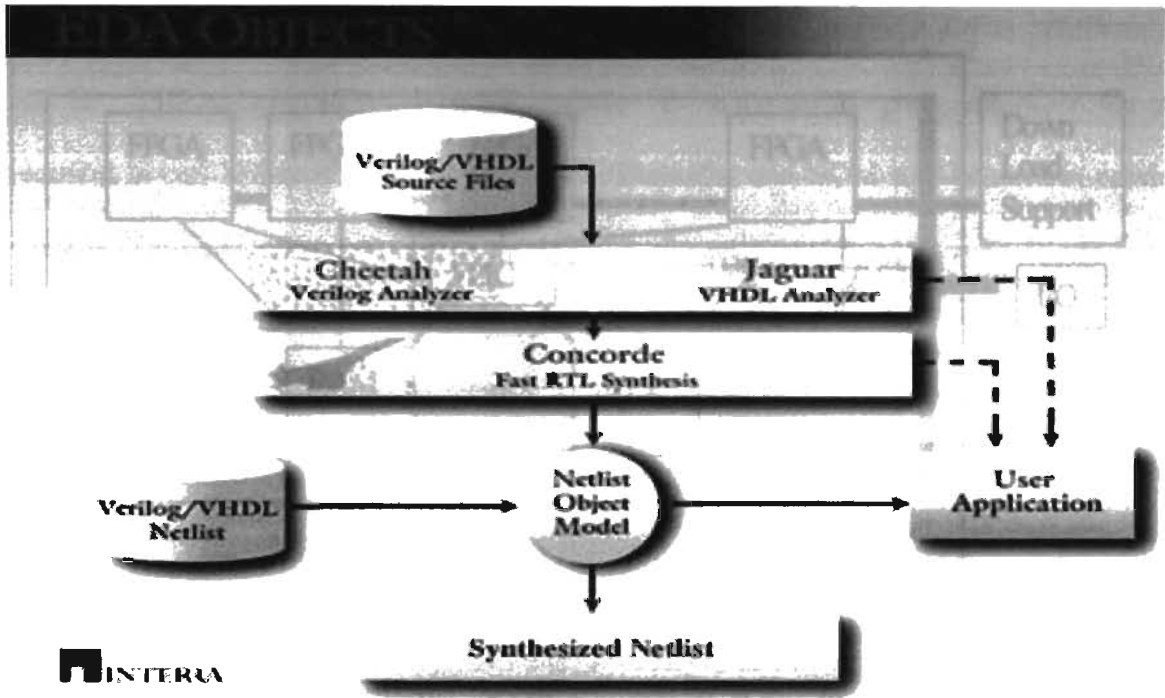 EDA OBJECTS
FPGA
FPGA
Down
Load
Support
Verilog/VHDL
Source Files
Cheetah
Verilog Analyzer
Jaguar
VHDL Analyzer
Concorde
Fast RTL Synthesis
Verilog/VHDL
Netlist
Netlist
Object
Model
User
Application
Synthesized Netlist